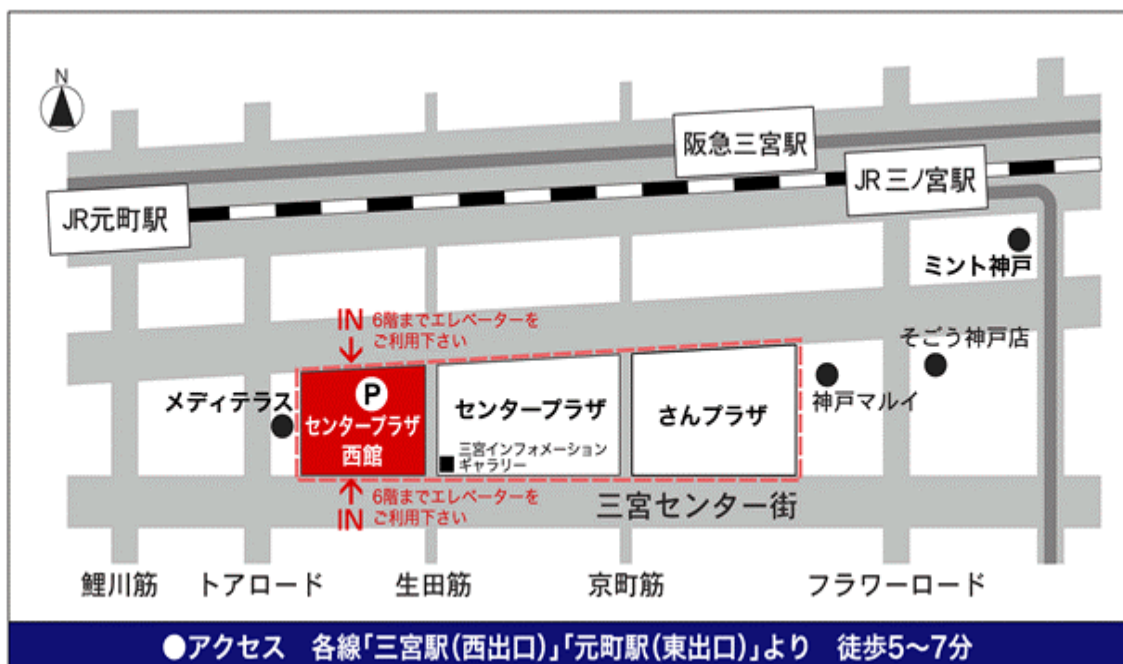 N
阪急三宮駅
JR三ノ宮駅
JR元町駅
ミント神戸
IN 6階までエレベーターを
ご利用下さい
そごう神戸店
メディテラス
P
センタープラザ
西館
センタープラザ
三宮インフォメーション
ギャラリー
さんプラザ
神戸マルイ
6階までエレベーターを
IN ご利用下さい
三宮センター街
鯉川筋
トアロード
生田筋
京町筋
フラワーロード
●アクセス 各線「三宮駅(西出口)」「元町駅(東出口)」より 徒歩5〜7分